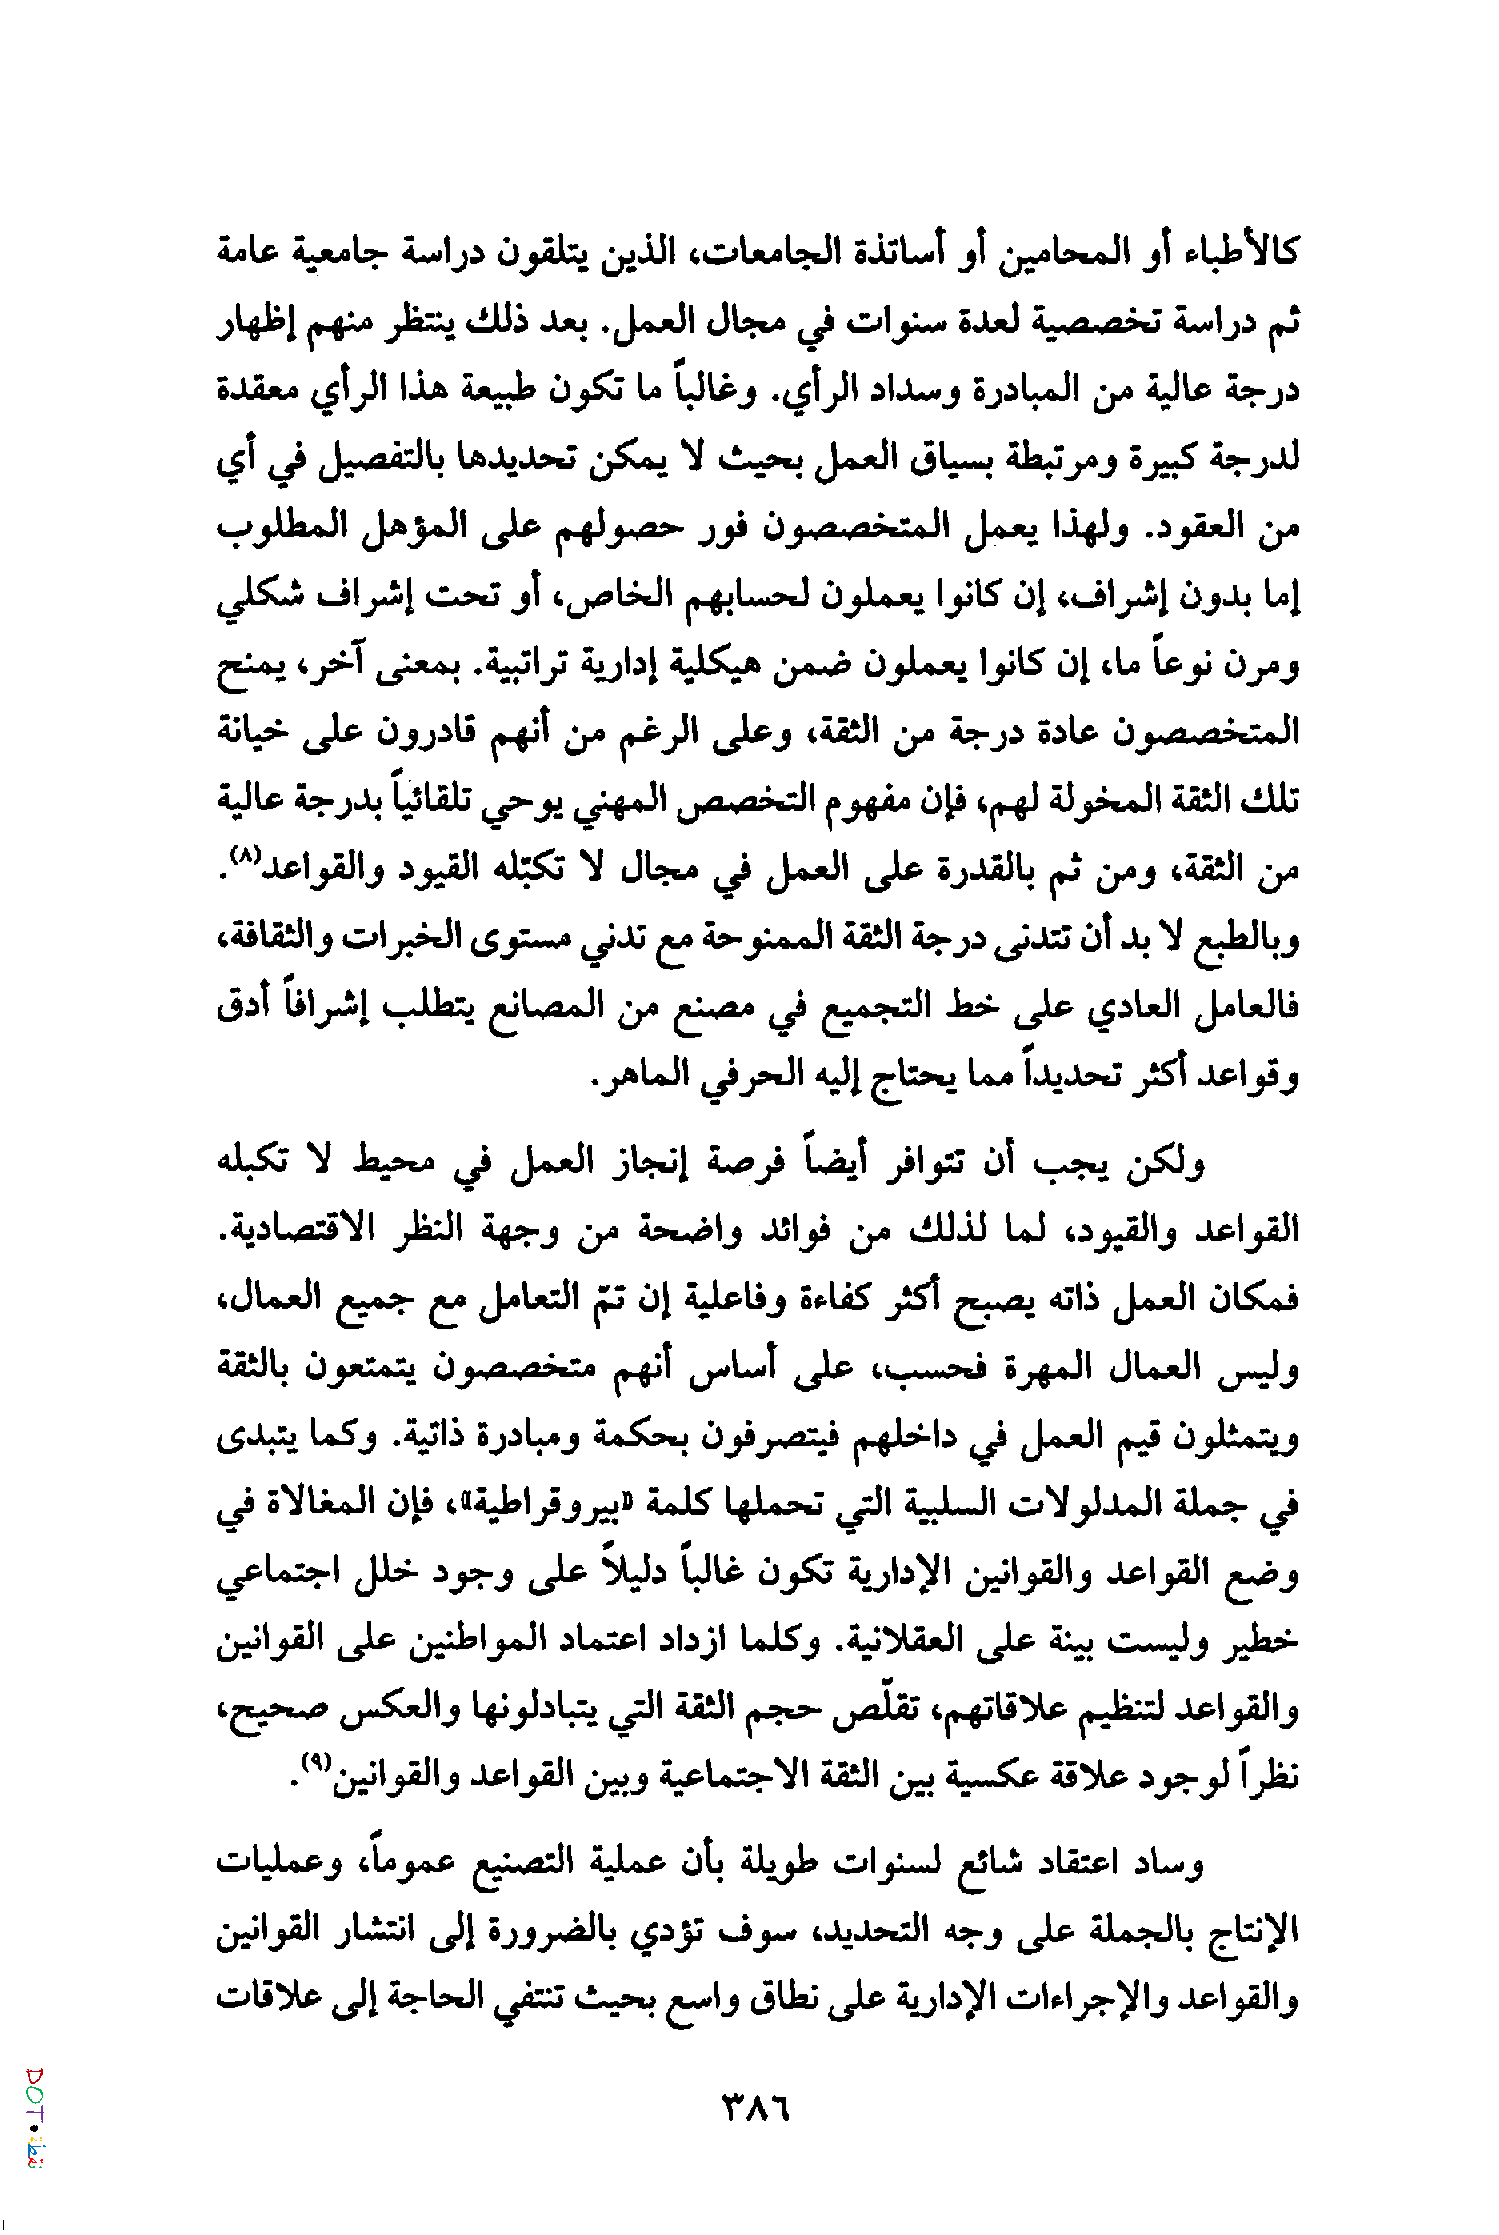 كالأطباء أو المحامين أو أساتذة الجامعات، الذين يتلقون دراسة جامعية عامة
ثم دراسة تخصصية لعدة سنوات في مجال العمل. بعد ذلك ينتظر منهم إظهار
درجة عالية من المبادرة وسداد الرأي. وغالباً ما تكون طبيعة هذا الرأي معقدة
لدرجة كبيرة ومرتبطة بسياق العمل بحيث لا يمكن تحديدها بالتفصيل في أي
من العقود. ولهذا يعمل المتخصصون فور حصولهم على المؤهل المطلوب
إما بدون إشراف، إن كانوا يعملون لحسابهم الخاص، أو تحت إشراف شكلي
ومرن نوعاً ما، إن كانوا يعملون ضمن هيكلية إدارية تراتبية. بمعنى آخر، يمنح
المتخصصون عادة درجة من الثقة، وعلى الرغم من أنهم قادرون على خيانة
تلك الثقة المخولة لهم، فإن مفهوم التخصص المهني يوحي تلقائياً بدرجة عالية
من الثقة، ومن ثم بالقدرة على العمل في مجال لا تكبّله القيود والقواعد(٨).
وبالطبع لا بد أن تتدنى درجة الثقة الممنوحة مع تدني مستوى الخبرات والثقافة،
فالعامل العادي على خط التجميع في مصنع من المصانع يتطلب إشرافاً أدق
وقواعد أكثر تحديداً مما يحتاج إليه الحرفي الماهر.
ولكن يجب أن تتوافر أيضاً فرصة إنجاز العمل في محيط لا تكبله
القواعد والقيود، لما لذلك من فوائد واضحة من وجهة النظر الاقتصادية.
فمكان العمل ذاته يصبح أكثر كفاءة وفاعلية إن تمّ التعامل مع جميع العمال،
وليس العمال المهرة فحسب، على أساس أنهم متخصصون يتمتعون بالثقة
ويتمثلون قيم العمل في داخلهم فيتصرفون بحكمة ومبادرة ذاتية. وكما يتبدى
في جملة المدلولات السلبية التي تحملها كلمة «بيروقراطية»، فإن المغالاة في
وضع القواعد والقوانين الإدارية تكون غالباً دليلاً على وجود خلل اجتماعي
خطير وليست بينة على العقلانية. وكلما ازداد اعتماد المواطنين على القوانين
والقواعد لتنظيم علاقاتهم، تقلّص حجم الثقة التي يتبادلونها والعكس صحيح،
نظراً لوجود علاقة عكسية بين الثقة الاجتماعية وبين القواعد والقوانين(٩).
وساد اعتقاد شائع لسنوات طويلة بأن عملية التصنيع عموماً، وعمليات
الإنتاج بالجملة على وجه التحديد، سوف تؤدي بالضرورة إلى انتشار القوانين
والقواعد والإجراءات الإدارية على نطاق واسع بحيث تنتفي الحاجة إلى علاقات
٣٨٦
DOT
نقطة